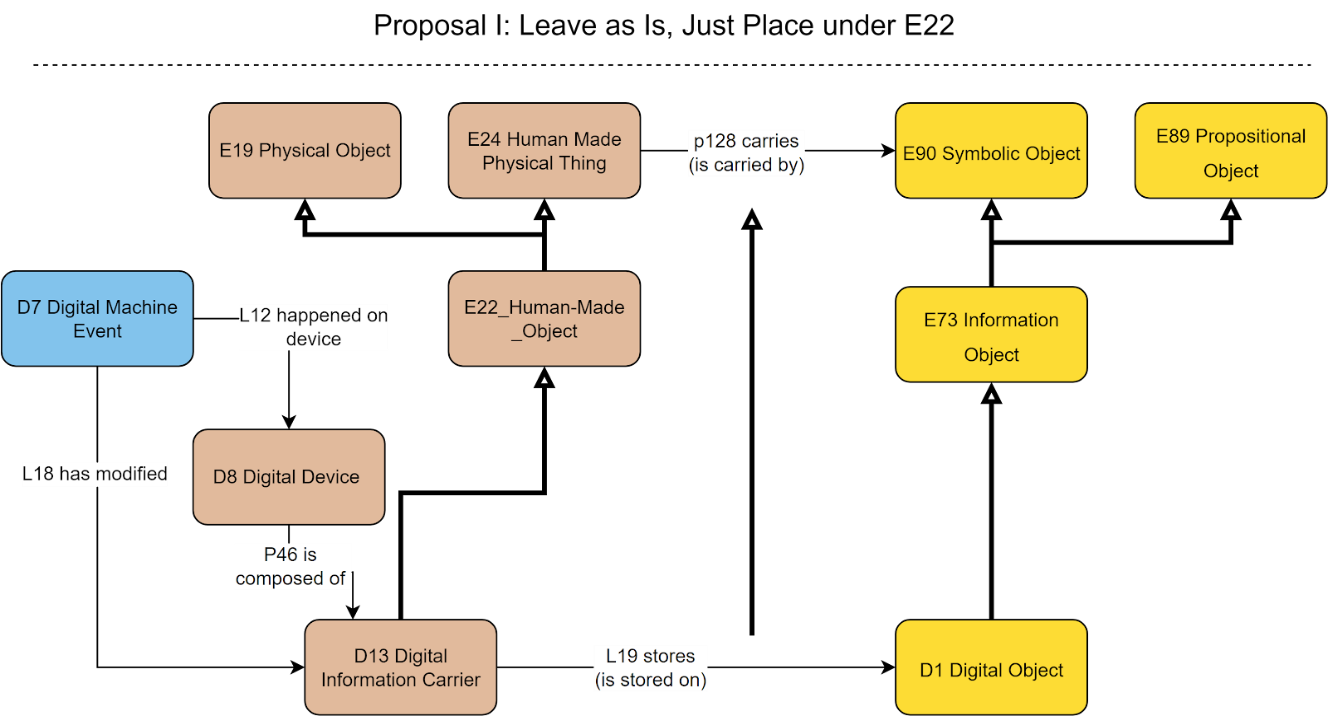 Proposal I: Leave as Is, Just Place under E22
E19 Physical Object
E24 Human Made
Physical Thing
p128 carries
(is carried by)
E90 Symbolic Object
E89 Propositional
Object
D7 Digital Machine
Event
L12 happened on
device
E22_Human-Made
_Object
E73 Information
Object
L18 has modified
D8 Digital Device
P46 is
composed of
D13 Digital
Information Carrier
L19 stores
(is stored on)
D1 Digital Object